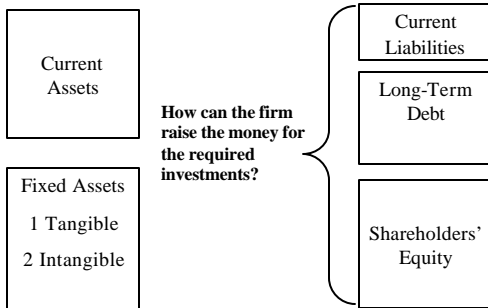 Current
Assets
Fixed Assets
1 Tangible
2 Intangible
How can the firm
raise the money for
the required
investments?
Current
Liabilities
Long-Term
Debt
Shareholders’
Equity